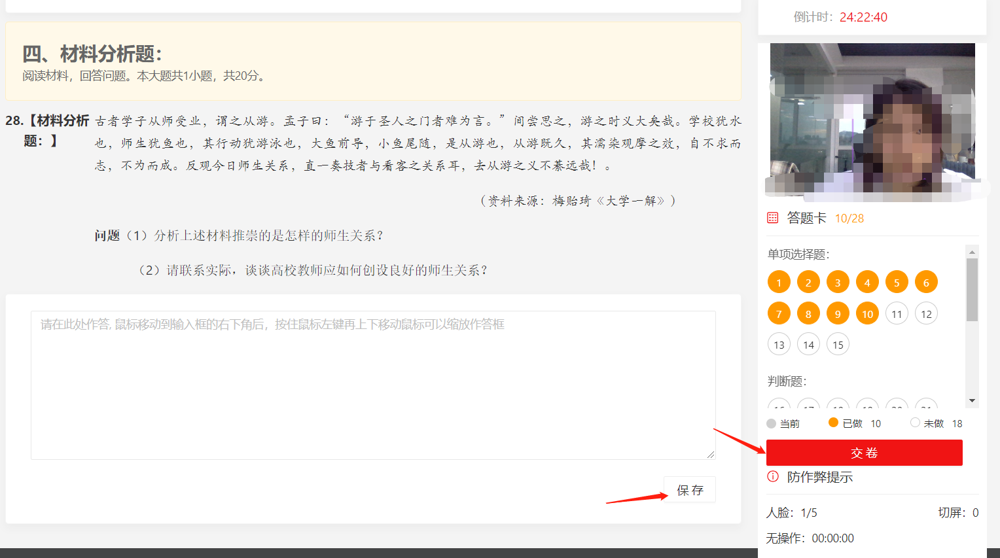 四、材料分析题：
阅读材料，回答问题。本大题共1小题，共20分。
28.【材料分析题：】
古者学子从师受业，谓之从游。孟子曰：“游于圣人之门者难为言。”间尝思之，游之时义大矣哉。学校犹水
也，师生犹鱼也，其行动犹游泳也，大鱼前导，小鱼尾随，是从游也，从游既久，其濡染观摩之效，自不求而
志，不为而成。反观今日师生关系，直一奏技者与看客之关系耳，去从游之义不綦远哉！。
（资料来源：梅贻琦《大学一解》）
问题（1）分析上述材料推崇的是怎样的师生关系？
（2）请联系实际，谈谈高校教师应如何创设良好的师生关系？
请在此处作答，鼠标移动到输入框的右下角后，按住鼠标左键再上下移动鼠标可以缩放作答框
保 存
倒计时：24:22:40
答题卡 10/28
单项选择题：
1 2 3 4 5 6
7 8 9 10 11 12
13 14 15
判断题：
16 17 18 19 20 21
当前 已做 10 未做 18
交 卷
防作弊提示
人脸：1/5 切屏：0
无操作：00:00:00